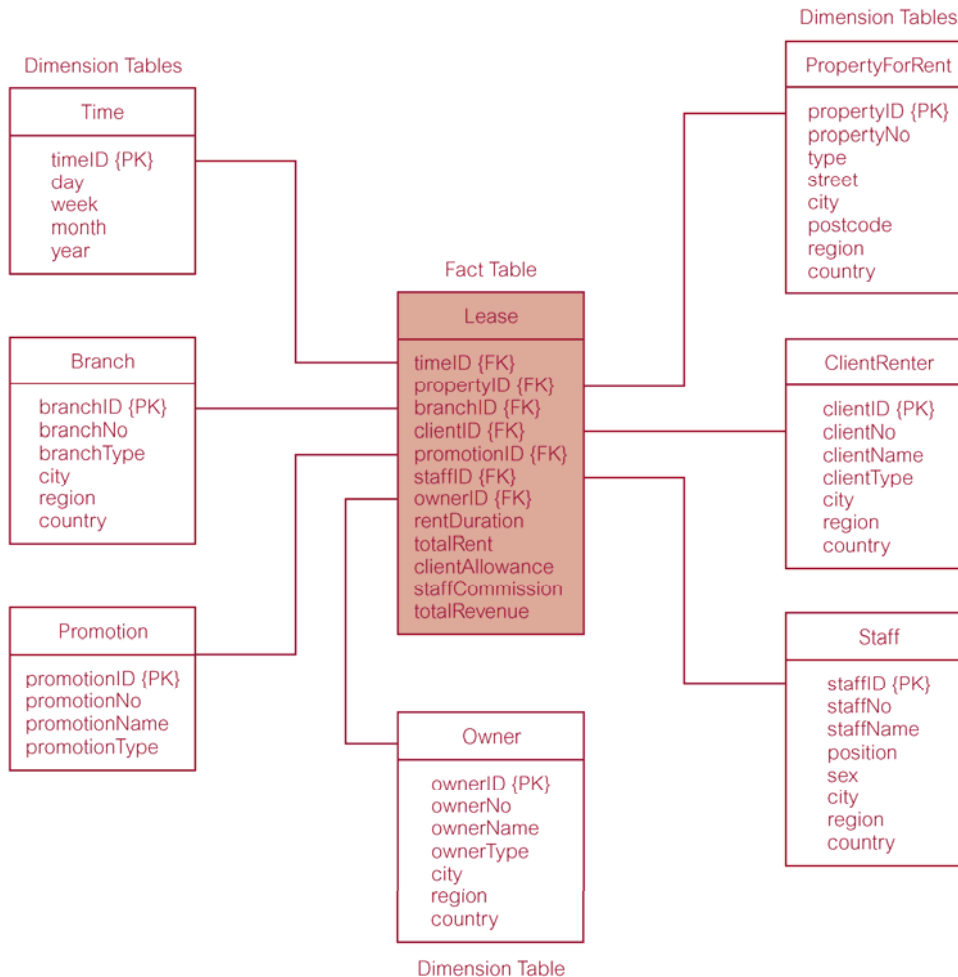 Dimension Tables
Time
timeID {PK}
day
week
month
year
Branch
branchID {PK}
branchNo
branchType
city
region
country
Promotion
promotionID {PK}
promotionNo
promotionName
promotionType
Fact Table
Lease
timeID {FK}
propertyID {FK}
branchID {FK}
clientID {FK}
promotionID {FK}
staffID {FK}
ownerID {FK}
rentDuration
totalRent
clientAllowance
staffCommission
totalRevenue
Owner
ownerID {PK}
ownerNo
ownerName
ownerType
city
region
country
Dimension Table
Dimension Tables
PropertyForRent
propertyID {PK}
propertyNo
type
street
city
postcode
region
country
ClientRenter
clientID {PK}
clientNo
clientName
clientType
city
region
country
Staff
staffID {PK}
staffNo
staffName
position
sex
city
region
country